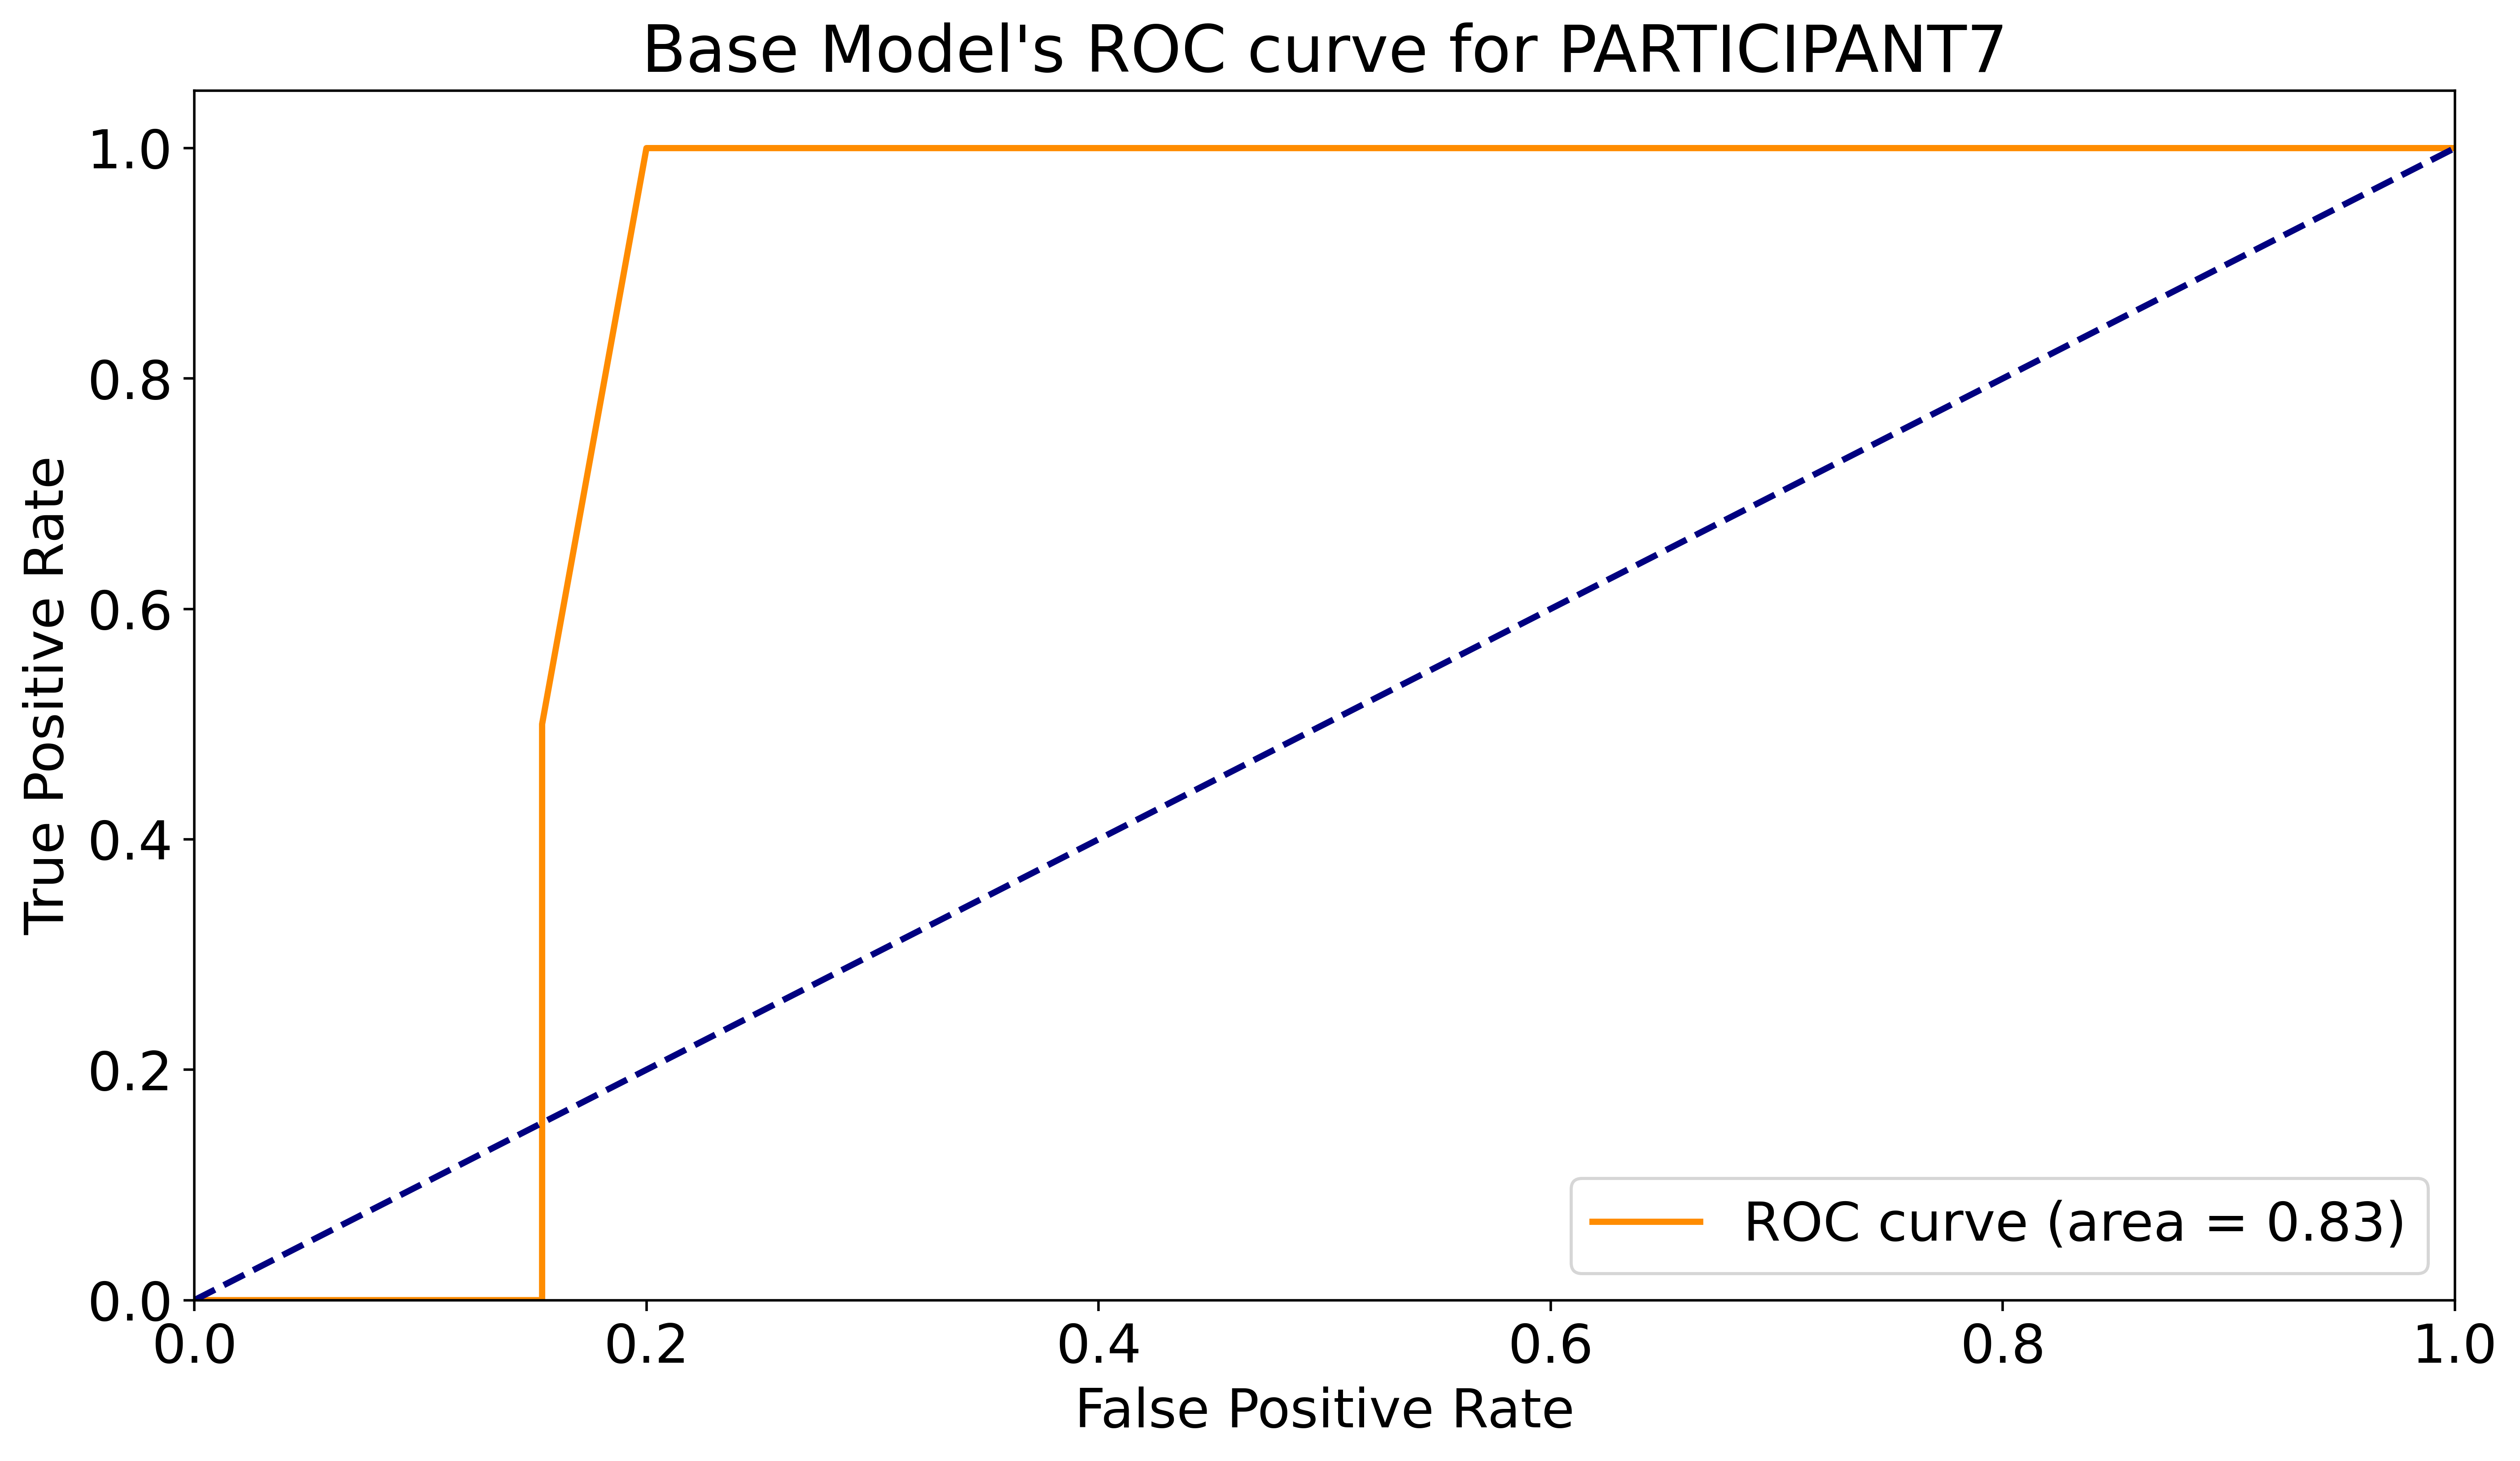 Base Model's ROC curve for PARTICIPANT7
True Positive Rate
1.0
0.8
0.6
0.4
0.2
0.0
0.0 0.2 0.4 0.6 0.8 1.0
False Positive Rate
ROC curve (area = 0.83)